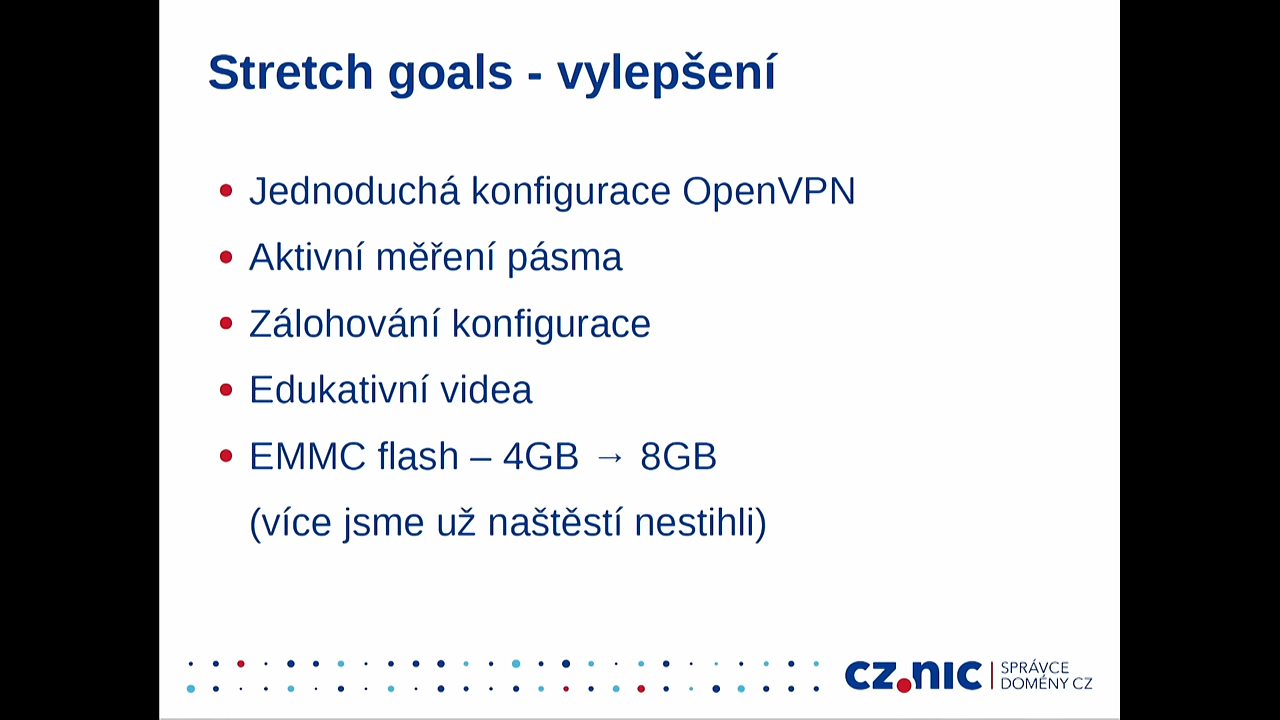 Stretch goals - vylepšení
Jednoduchá konfigurace OpenVPN
Aktivní měření pásma
Zálohování konfigurace
Edukativní videa
EMMC flash – 4GB → 8GB
(více jsme už naštěstí nestihli)
CZ.NIC
SPRÁVCE
DOMÉNY CZ